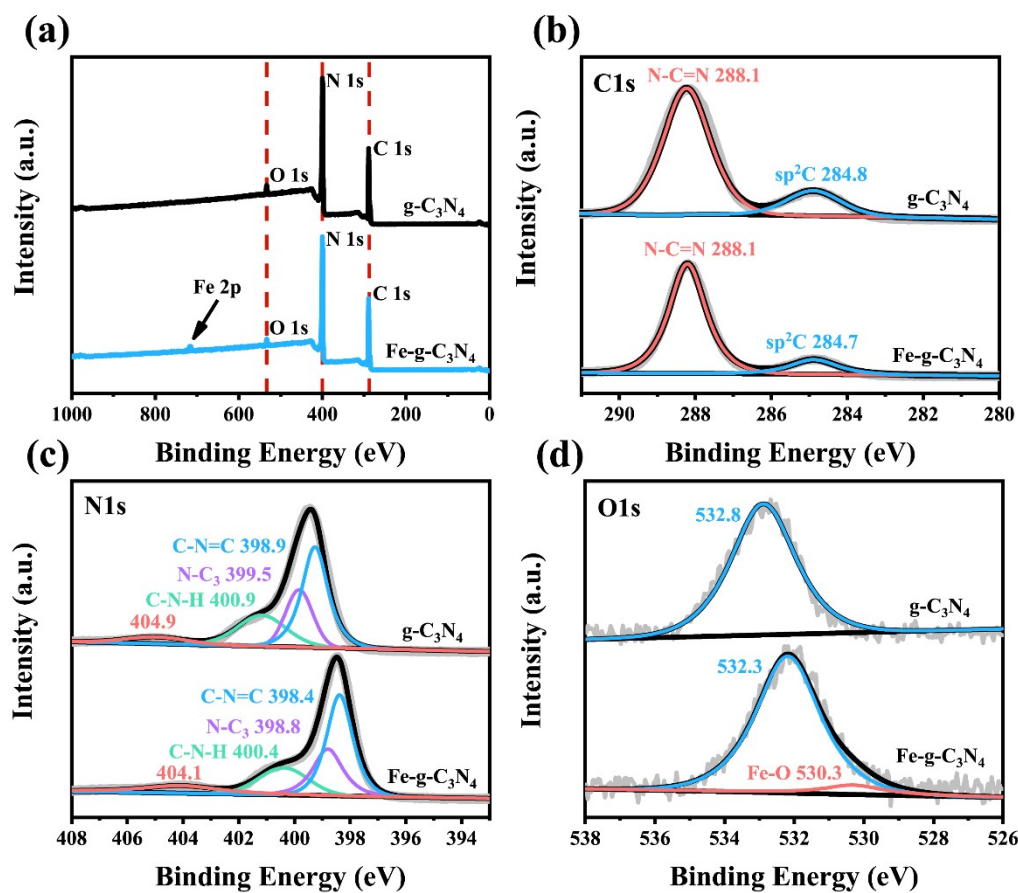 (a)
Intensity (a.u.)
N 1s
O 1s
C 1s
g-C₃N₄
N 1s
Fe 2p
O 1s
C 1s
Fe-g-C₃N₄
1000 800 600 400 200 0
Binding Energy (eV)
(b)
Intensity (a.u.)
C1s
N-C=N 288.1
sp²C 284.8
g-C₃N₄
N-C=N 288.1
sp²C 284.7
Fe-g-C₃N₄
290 288 286 284 282 280
Binding Energy (eV)
(c)
Intensity (a.u.)
N1s
C-N=C 398.9
N-C₃ 399.5
C-N-H 400.9
404.9
g-C₃N₄
C-N=C 398.4
N-C₃ 398.8
C-N-H 400.4
404.1
Fe-g-C₃N₄
408 406 404 402 400 398 396 394
Binding Energy (eV)
(d)
Intensity (a.u.)
O1s
532.8
g-C₃N₄
532.3
Fe-O 530.3
Fe-g-C₃N₄
538 536 534 532 530 528 526
Binding Energy (eV)